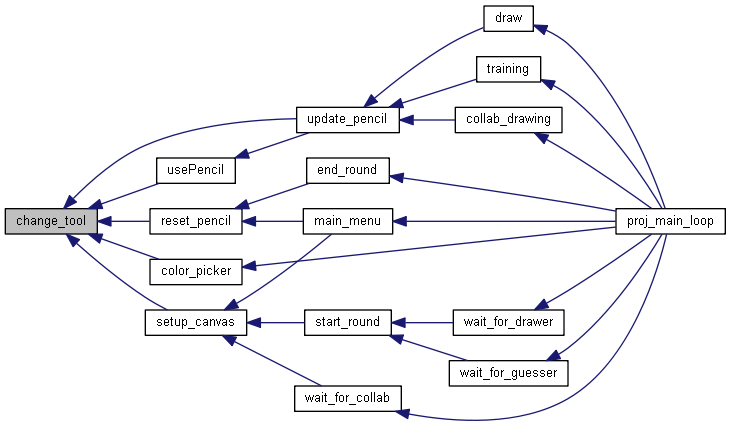 draw
training
update_pencil
collab_drawing
usePencil
end_round
change_tool
reset_pencil
main_menu
proj_main_loop
color_picker
setup_canvas
start_round
wait_for_drawer
wait_for_guesser
wait_for_collab